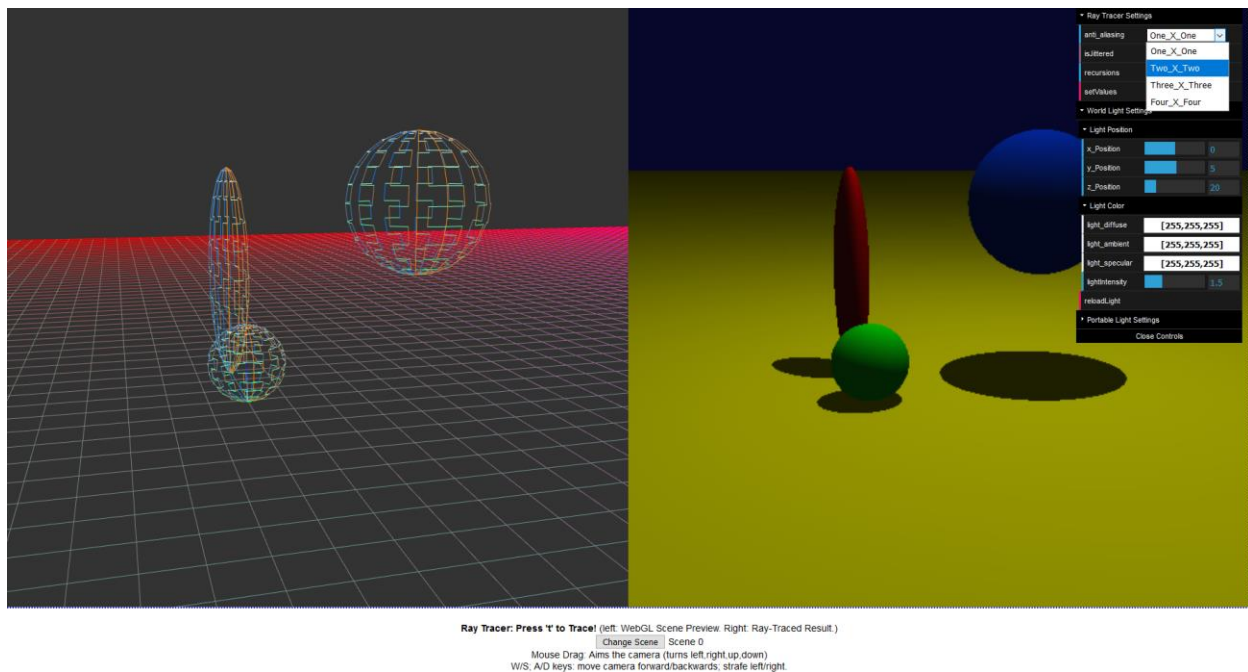 Ray Tracer Settings
anti_aliasing One_X_One
One_X_One
isJittered
Two_X_Two
recursions
Three_X_Three
setValues
Four_X_Four
World Light Settings
Light Position
x_Position 0
y_Position 5
z_Position 20
Light Color
light_diffuse [255,255,255]
light_ambient [255,255,255]
light_specular [255,255,255]
lightIntensity 1.5
reloadLight
Portable Light Settings
Close Controls
Ray Tracer: Press 't' to Trace! (left: WebGL Scene Preview. Right: Ray-Traced Result.)
Change Scene Scene 0
Mouse Drag: Aims the camera (turns left,right,up,down)
W/S; A/D keys: move camera forward/backwards; strafe left/right.